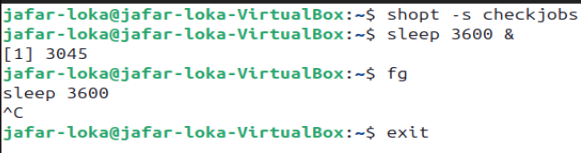 jafar-loka@jafar-loka-VirtualBox:~$ shopt -s checkjobs
jafar-loka@jafar-loka-VirtualBox:~$ sleep 3600 &
[1] 3045
jafar-loka@jafar-loka-VirtualBox:~$ fg
sleep 3600
^C
jafar-loka@jafar-loka-VirtualBox:~$ exit